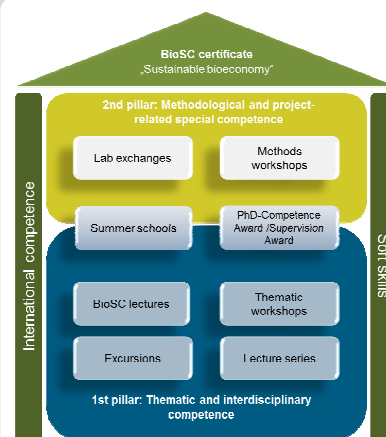 BioSC certificate
„Sustainable bioeconomy“
2nd pillar: Methodological and project-
related special competence
Lab exchanges
Methods
workshops
Summer schools
PhD-Competence
Award /Supervision
Award
BioSC lectures
Thematic
workshops
Excursions
Lecture series
1st pillar: Thematic and interdisciplinary
competence
International competence
Soft skills